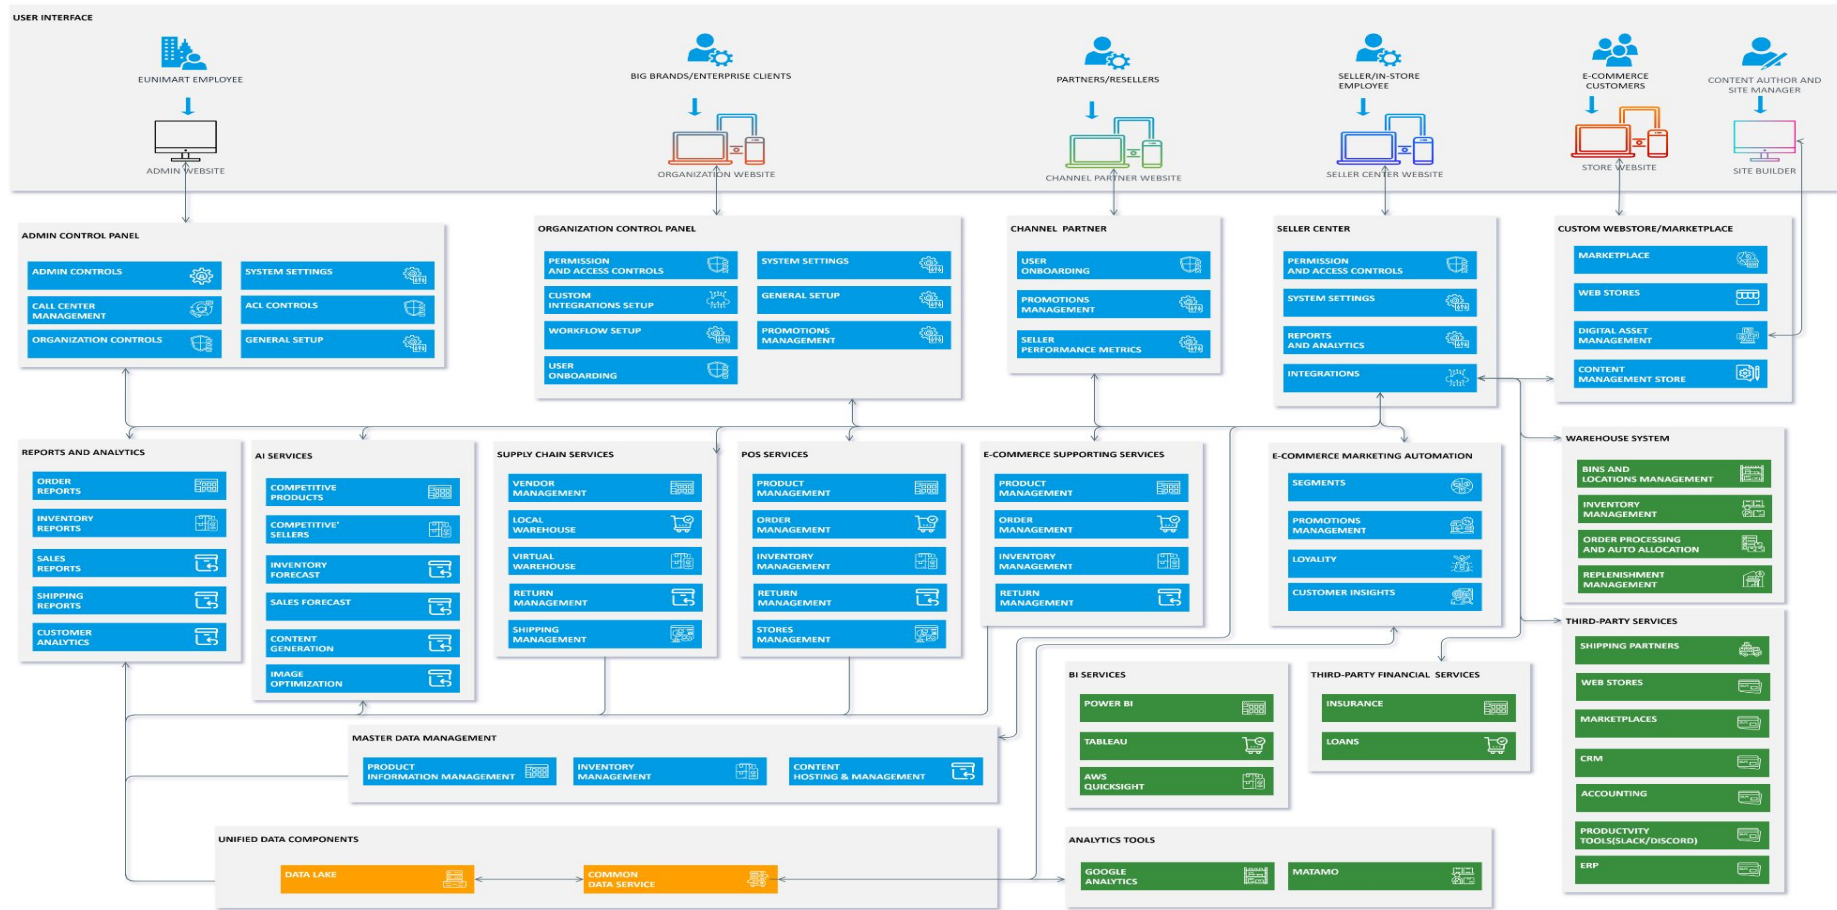 USER INTERFACE
EUNIMART EMPLOYEE
BIG BRANDS/ENTERPRISE CLIENTS
PARTNERS/RESELLERS
SELLER/IN-STORE
EMPLOYEE
E-COMMERCE
CUSTOMERS
CONTENT AUTHOR AND
SITE MANAGER
ADMIN WEBSITE
ORGANIZATION WEBSITE
CHANNEL PARTNER WEBSITE
SELLER CENTER WEBSITE
STORE WEBSITE
SITE BUILDER
ADMIN CONTROL PANEL
ADMIN CONTROLS
SYSTEM SETTINGS
CALL CENTER
MANAGEMENT
ACL CONTROLS
ORGANIZATION CONTROLS
GENERAL SETUP
ORGANIZATION CONTROL PANEL
PERMISSION
AND ACCESS CONTROLS
SYSTEM SETTINGS
CUSTOM
INTEGRATIONS SETUP
GENERAL SETUP
WORKFLOW SETUP
PROMOTIONS
MANAGEMENT
USER
ONBOARDING
CHANNEL PARTNER
USER
ONBOARDING
PROMOTIONS
MANAGEMENT
SELLER
PERFORMANCE METRICS
SELLER CENTER
PERMISSION
AND ACCESS CONTROLS
SYSTEM SETTINGS
REPORTS
AND ANALYTICS
INTEGRATIONS
CUSTOM WEBSTORE/MARKETPLACE
MARKETPLACE
WEB STORES
DIGITAL ASSET
MANAGEMENT
CONTENT
MANAGEMENT STORE
REPORTS AND ANALYTICS
ORDER
REPORTS
INVENTORY
REPORTS
SALES
REPORTS
SHIPPING
REPORTS
CUSTOMER
ANALYTICS
AI SERVICES
COMPETITIVE
PRODUCTS
COMPETITIVE'
SELLERS
INVENTORY
FORECAST
SALES FORECAST
CONTENT
GENERATION
IMAGE
OPTIMIZATION
SUPPLY CHAIN SERVICES
VENDOR
MANAGEMENT
LOCAL
WAREHOUSE
VIRTUAL
WAREHOUSE
RETURN
MANAGEMENT
SHIPPING
MANAGEMENT
POS SERVICES
PRODUCT
MANAGEMENT
ORDER
MANAGEMENT
INVENTORY
MANAGEMENT
RETURN
MANAGEMENT
STORES
MANAGEMENT
E-COMMERCE SUPPORTING SERVICES
PRODUCT
MANAGEMENT
ORDER
MANAGEMENT
INVENTORY
MANAGEMENT
RETURN
MANAGEMENT
E-COMMERCE MARKETING AUTOMATION
SEGMENTS
PROMOTIONS
MANAGEMENT
LOYALITY
CUSTOMER INSIGHTS
WAREHOUSE SYSTEM
BINS AND
LOCATIONS MANAGEMENT
INVENTORY
MANAGEMENT
ORDER PROCESSING
AND AUTO ALLOCATION
REPLENISHMENT
MANAGEMENT
THIRD-PARTY SERVICES
SHIPPING PARTNERS
WEB STORES
MARKETPLACES
CRM
ACCOUNTING
PRODUCTVITY
TOOLS(SLACK/DISCORD)
ERP
BI SERVICES
POWER BI
TABLEAU
AWS
QUICKSIGHT
THIRD-PARTY FINANCIAL SERVICES
INSURANCE
LOANS
MASTER DATA MANAGEMENT
PRODUCT
INFORMATION MANAGEMENT
INVENTORY
MANAGEMENT
CONTENT
HOSTING & MANAGEMENT
UNIFIED DATA COMPONENTS
DATA LAKE
COMMON
DATA SERVICE
ANALYTICS TOOLS
GOOGLE
ANALYTICS
MATAMO